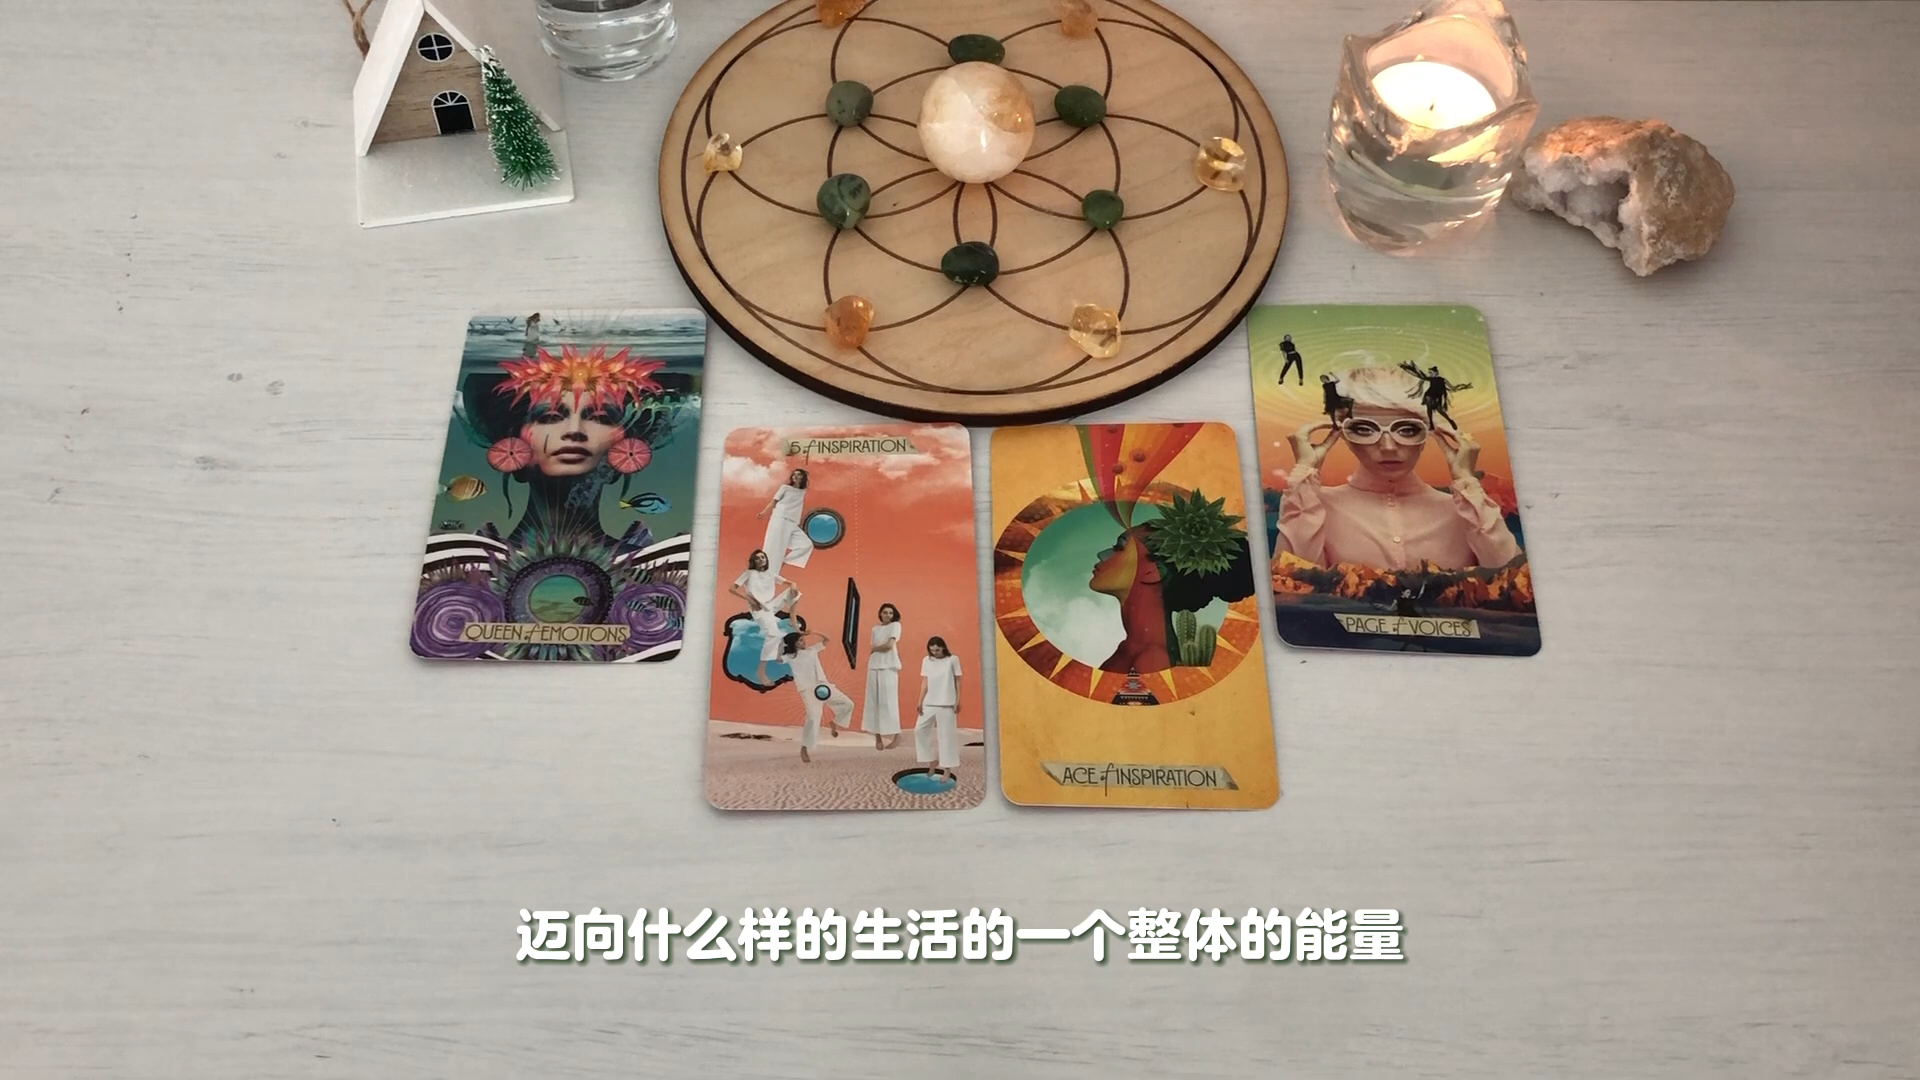 5 of INSPIRATION
QUEEN of EMOTIONS
PAGE of VOICES
ACE of INSPIRATION
迈向什么样的生活的一个整体的能量